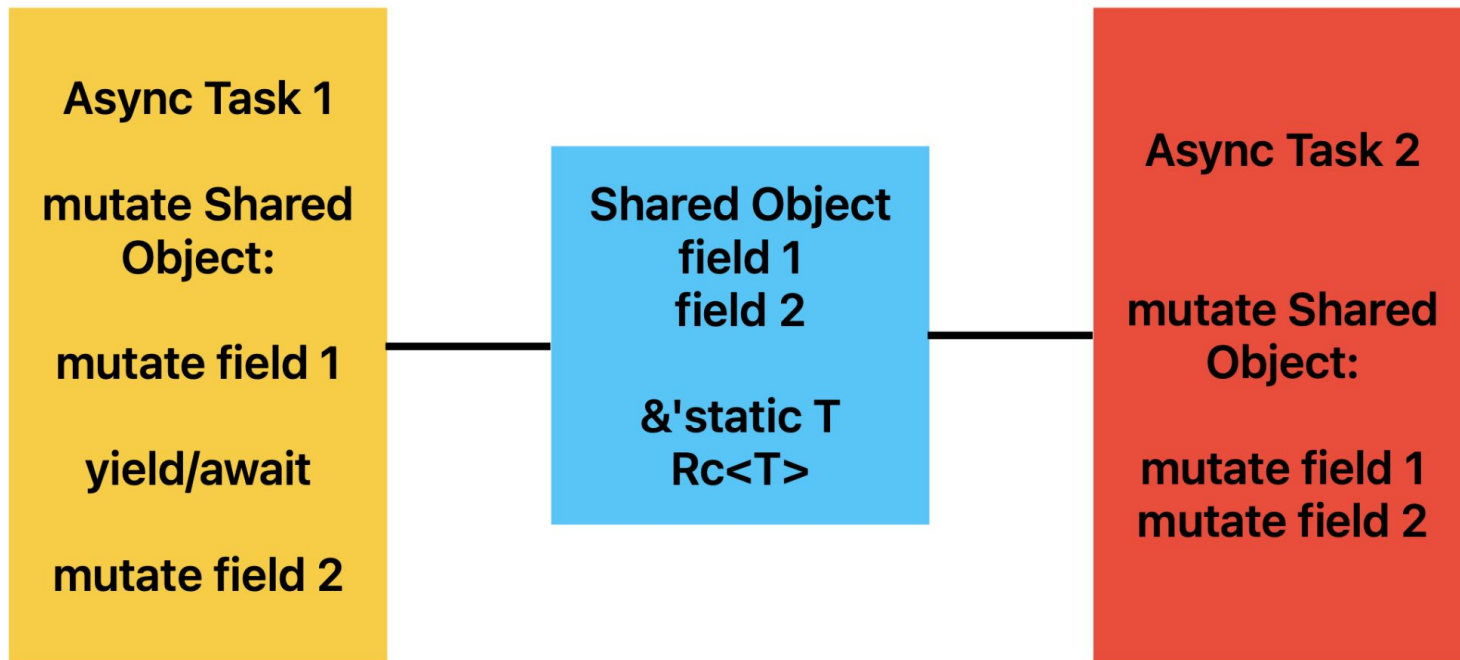 Async Task 1
mutate Shared
Object:
mutate field 1
yield/await
mutate field 2
Shared Object
field 1
field 2
&'static T
Rc<T>
Async Task 2
mutate Shared
Object:
mutate field 1
mutate field 2